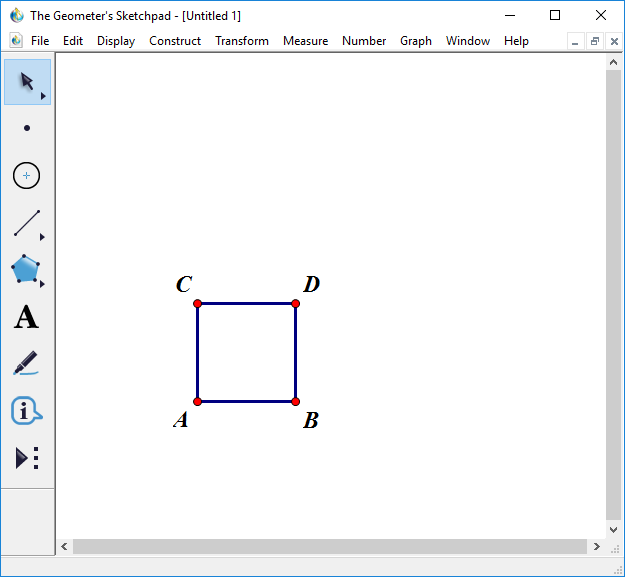 The Geometer's Sketchpad - [Untitled 1]
File Edit Display Construct Transform Measure Number Graph Window Help
A
C D
A B